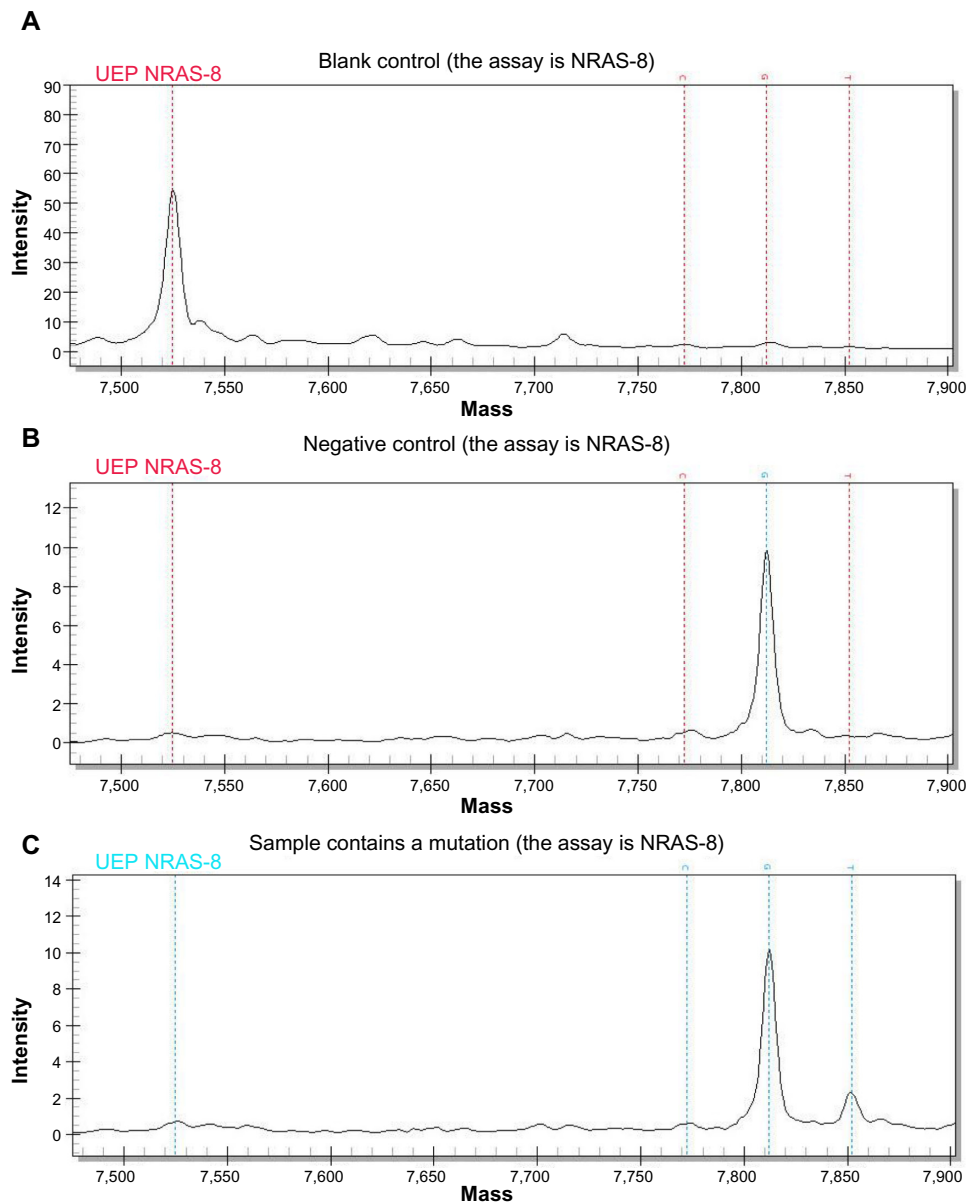 A
Blank control (the assay is NRAS-8)
UEP NRAS-8
C
G
T
90
80
70
60
50
40
30
20
10
0
Intensity
7,500 7,550 7,600 7,650 7,700 7,750 7,800 7,850 7,900
Mass
B
Negative control (the assay is NRAS-8)
UEP NRAS-8
C
G
T
12
10
8
6
4
2
0
Intensity
7,500 7,550 7,600 7,650 7,700 7,750 7,800 7,850 7,900
Mass
C
Sample contains a mutation (the assay is NRAS-8)
UEP NRAS-8
C
G
T
14
12
10
8
6
4
2
0
Intensity
7,500 7,550 7,600 7,650 7,700 7,750 7,800 7,850 7,900
Mass